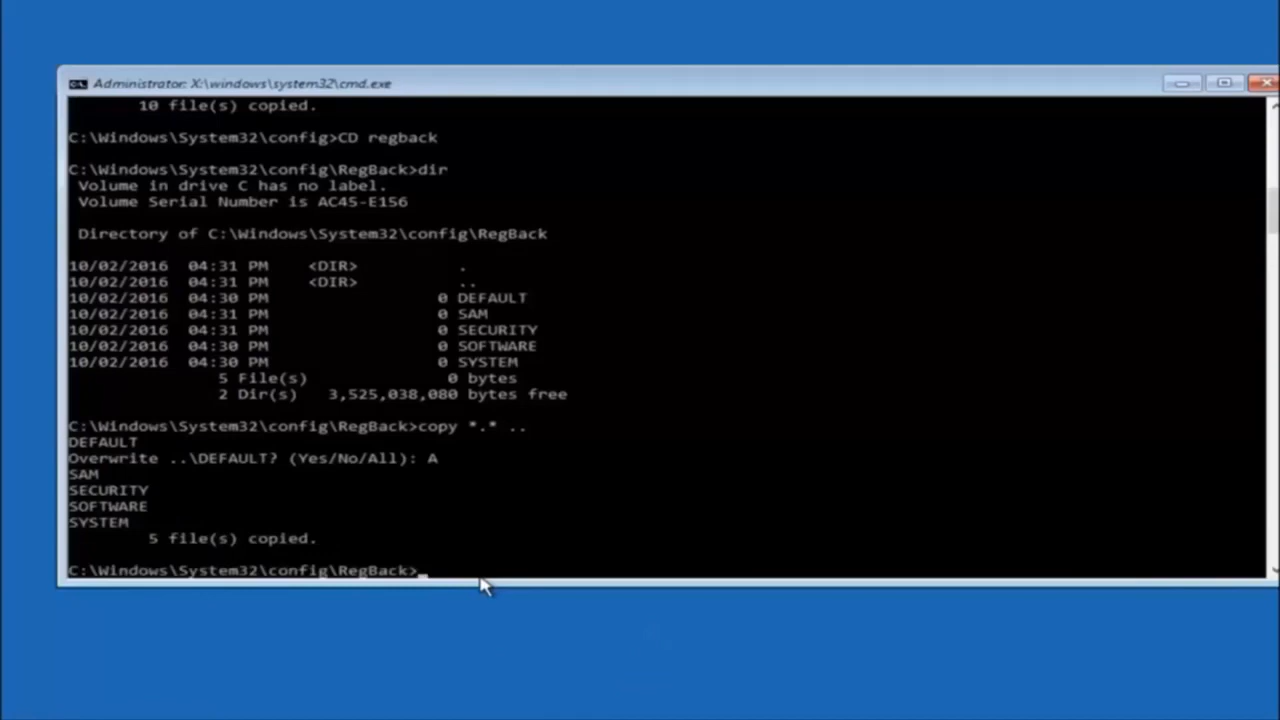 Administrator: X:\windows\system32\cmd.exe
10 file(s) copied.
C:\Windows\System32\config>CD regback
C:\Windows\System32\config\RegBack>dir
Volume in drive C has no label.
Volume Serial Number is AC45-E156
Directory of C:\Windows\System32\config\RegBack
10/02/2016 04:31 PM <DIR> .
10/02/2016 04:31 PM <DIR> ..
10/02/2016 04:30 PM 0 DEFAULT
10/02/2016 04:31 PM 0 SAM
10/02/2016 04:31 PM 0 SECURITY
10/02/2016 04:30 PM 0 SOFTWARE
10/02/2016 04:30 PM 0 SYSTEM
5 File(s) 0 bytes
2 Dir(s) 3,525,038,080 bytes free
C:\Windows\System32\config\RegBack>copy *.* ..
DEFAULT
Overwrite ..\DEFAULT? (Yes/No/All): A
SAM
SECURITY
SOFTWARE
SYSTEM
5 file(s) copied.
C:\Windows\System32\config\RegBack>_